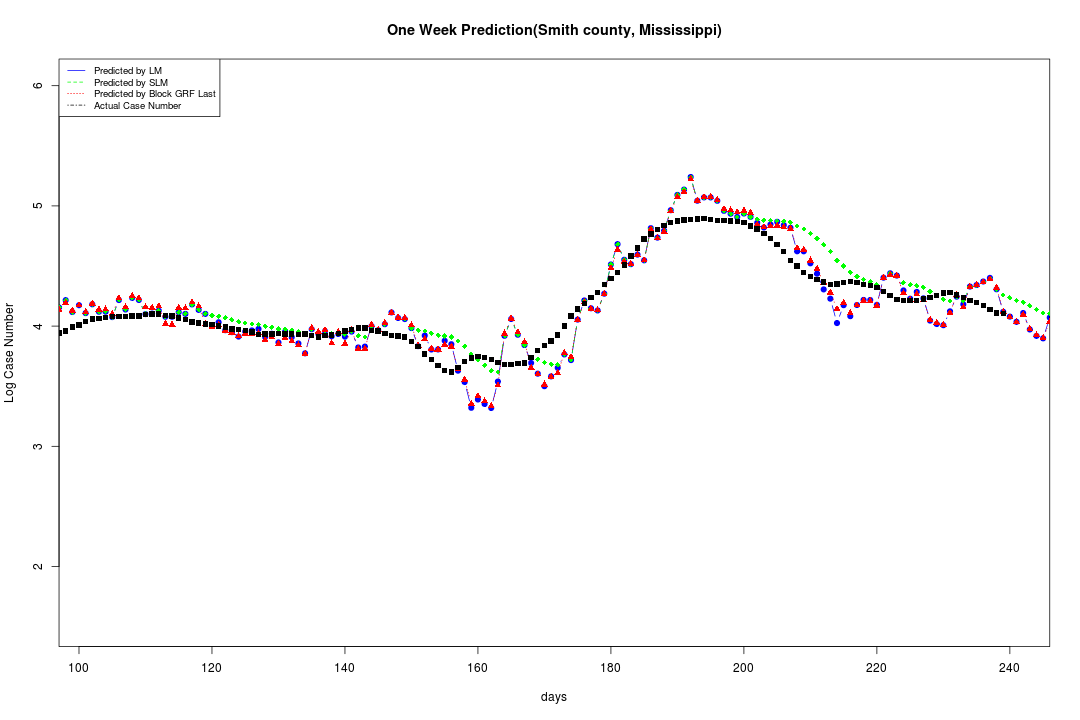 One Week Prediction(Smith county, Mississippi)
Predicted by LM
Predicted by SLM
Predicted by Block GRF Last
Actual Case Number
Log Case Number
6
5
4
3
2
100 120 140 160 180 200 220 240
days